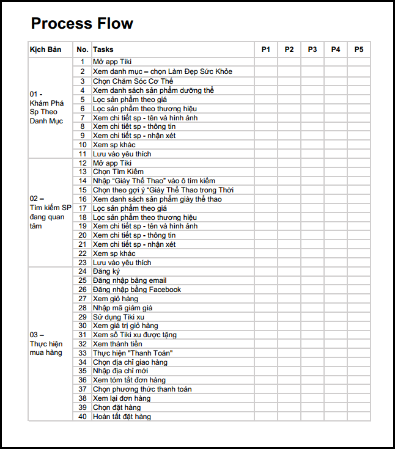 Process Flow
Kịch Bản No. Tasks P1 P2 P3 P4 P5
01 - Khám Phá Sp Theo Danh Mục
1 Mở app Tiki
2 Xem danh mục – chọn Làm Đẹp Sức Khỏe
3 Chọn Chăm Sóc Cơ Thể
4 Xem danh sách sản phẩm dưỡng thể
5 Lọc sản phẩm theo giá
6 Lọc sản phẩm theo thương hiệu
7 Xem chi tiết sp - tên và hình ảnh
8 Xem chi tiết sp - thông tin
9 Xem chi tiết sp - nhận xét
10 Xem sp khác
11 Lưu vào yêu thích
02 – Tìm kiếm SP đang quan tâm
12 Mở app Tiki
13 Chọn Tìm Kiếm
14 Nhập "Giày Thể Thao" vào ô tìm kiếm
15 Chọn theo gợi ý "Giày Thể Thao trong Thời
16 Xem danh sách sản phẩm giày thể thao
17 Lọc sản phẩm theo giá
18 Lọc sản phẩm theo thương hiệu
19 Xem chi tiết sp - tên và hình ảnh
20 Xem chi tiết sp - thông tin
21 Xem chi tiết sp - nhận xét
22 Xem sp khác
23 Lưu vào yêu thích
03 – Thực hiện mua hàng
24 Đăng ký
25 Đăng nhập bằng email
26 Đăng nhập bằng Facebook
27 Xem giỏ hàng
28 Nhập mã giảm giá
29 Sử dụng Tiki xu
30 Xem giá trị giỏ hàng
31 Xem số Tiki xu được tặng
32 Xem thành tiền
33 Thực hiện "Thanh Toán"
34 Chọn địa chỉ giao hàng
35 Nhập địa chỉ mới
36 Xem tóm tắt đơn hàng
37 Chọn phương thức thanh toán
38 Xem lại đơn hàng
39 Chọn đặt hàng
40 Hoàn tất đặt hàng